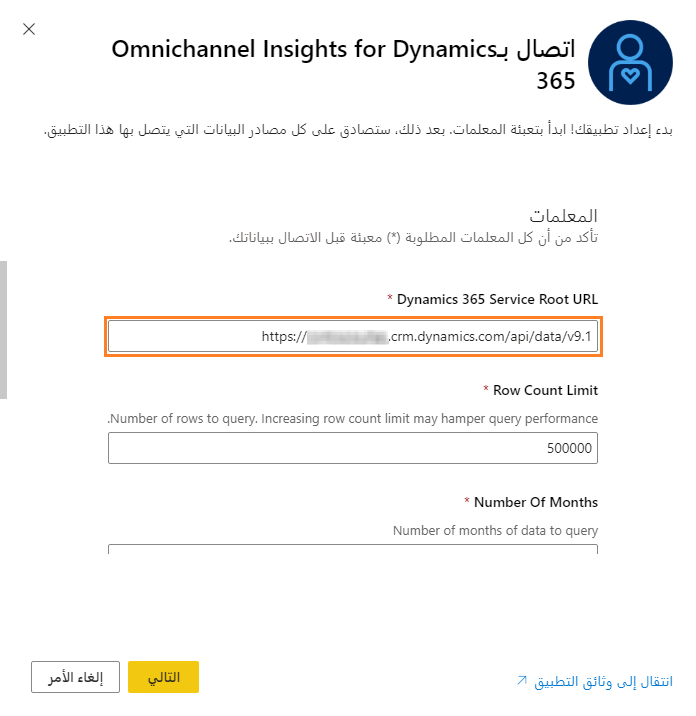 اتصال بـOmnichannel Insights for Dynamics
365
بدء إعداد تطبيقك! ابدأ بتعبئة المعلمات. بعد ذلك، ستصادق على كل مصادر البيانات التي يتصل بها هذا التطبيق.
المعلمات
تأكد من أن كل المعلمات المطلوبة (*) معبئة قبل الاتصال ببياناتك.
* Dynamics 365 Service Root URL
https://.crm.dynamics.com/api/data/v9.1
* Row Count Limit
.Number of rows to query. Increasing row count limit may hamper query performance
500000
* Number Of Months
Number of months of data to query
انتقال إلى وثائق التطبيق
التالي
إلغاء الأمر